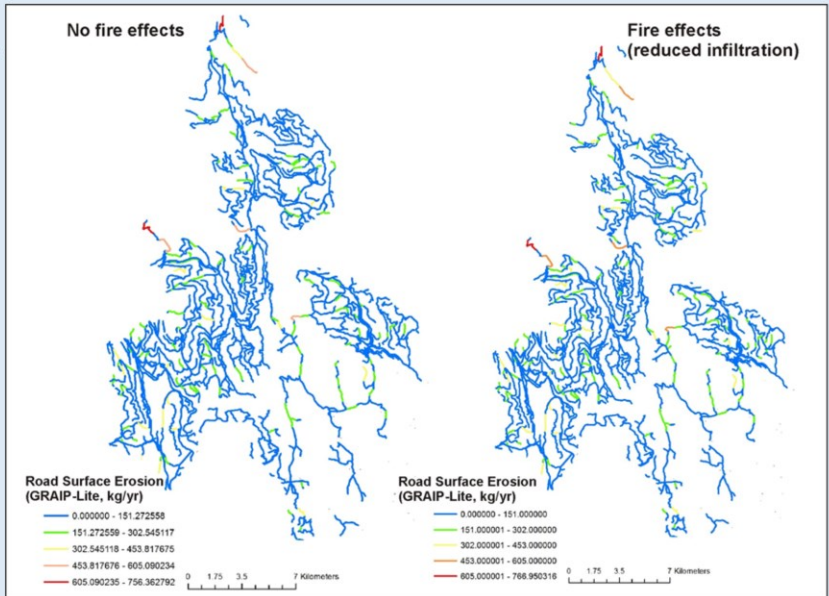 No fire effects
Fire effects
(reduced infiltration)
Road Surface Erosion
(GRAIP-Lite, kg/yr)
0.000000 - 151.272558
151.272559 - 302.545117
302.545118 - 453.817675
453.817676 - 605.090234
605.090235 - 756.362792
0 1.75 3.5 7 Kilometers
Road Surface Erosion
(GRAIP-Lite, kg/yr)
0.000000 - 151.000000
151.000001 - 302.000000
302.000001 - 453.000000
453.000001 - 605.000000
605.000001 - 766.950316
0 1.75 3.5 7 Kilometers